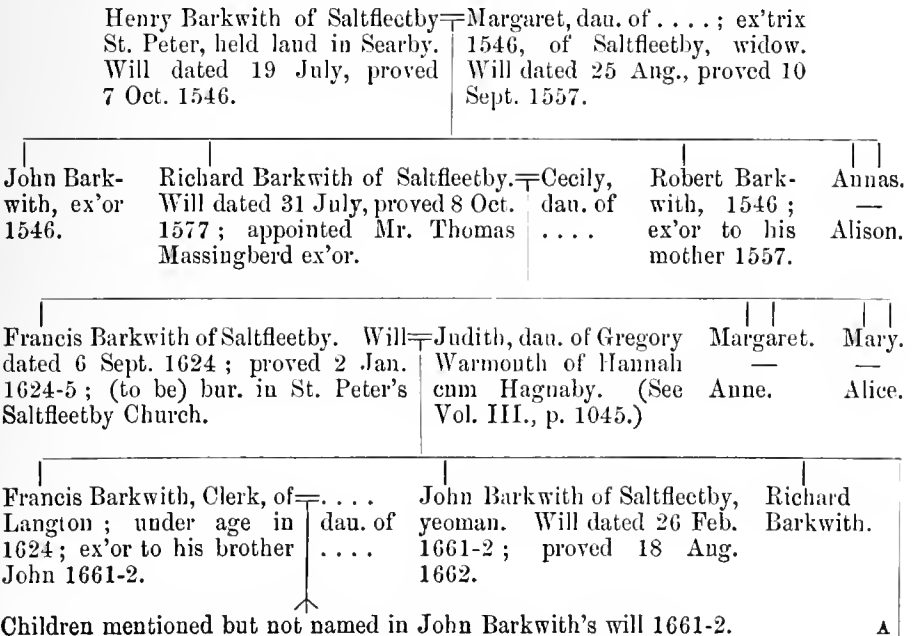 Henry Barkwith of Saltfleetby=Margaret, dau. of . . . . ; ex'trix
St. Peter, held land in Searby. 1546, of Saltfleetby, widow.
Will dated 19 July, proved Will dated 25 Aug., proved 10
7 Oct. 1546. Sept. 1557.
John Bark-
with, ex'or
1546.
Richard Barkwith of Saltfleetby.=Cecily,
Will dated 31 July, proved 8 Oct. dau. of
1577 ; appointed Mr. Thomas . . . .
Massingberd ex'or.
Robert Bark-
with, 1546 ;
ex'or to his
mother 1557.
Annas.
—
Alison.
Francis Barkwith of Saltfleetby. Will=Judith, dau. of Gregory
dated 6 Sept. 1624 ; proved 2 Jan. Warmouth of Hannah
1624-5 ; (to be) bur. in St. Peter's cum Hagnaby. (See
Saltfleetby Church. Vol. III., p. 1045.)
Margaret.
—
Anne.
Mary.
—
Alice.
Francis Barkwith, Clerk, of=. . . .
Langton ; under age in dau. of
1624 ; ex'or to his brother . . . .
John 1661-2.
John Barkwith of Saltfleetby,
yeoman. Will dated 26 Feb.
1661-2 ; proved 18 Aug.
1662.
Richard
Barkwith.
Children mentioned but not named in John Barkwith's will 1661-2. A